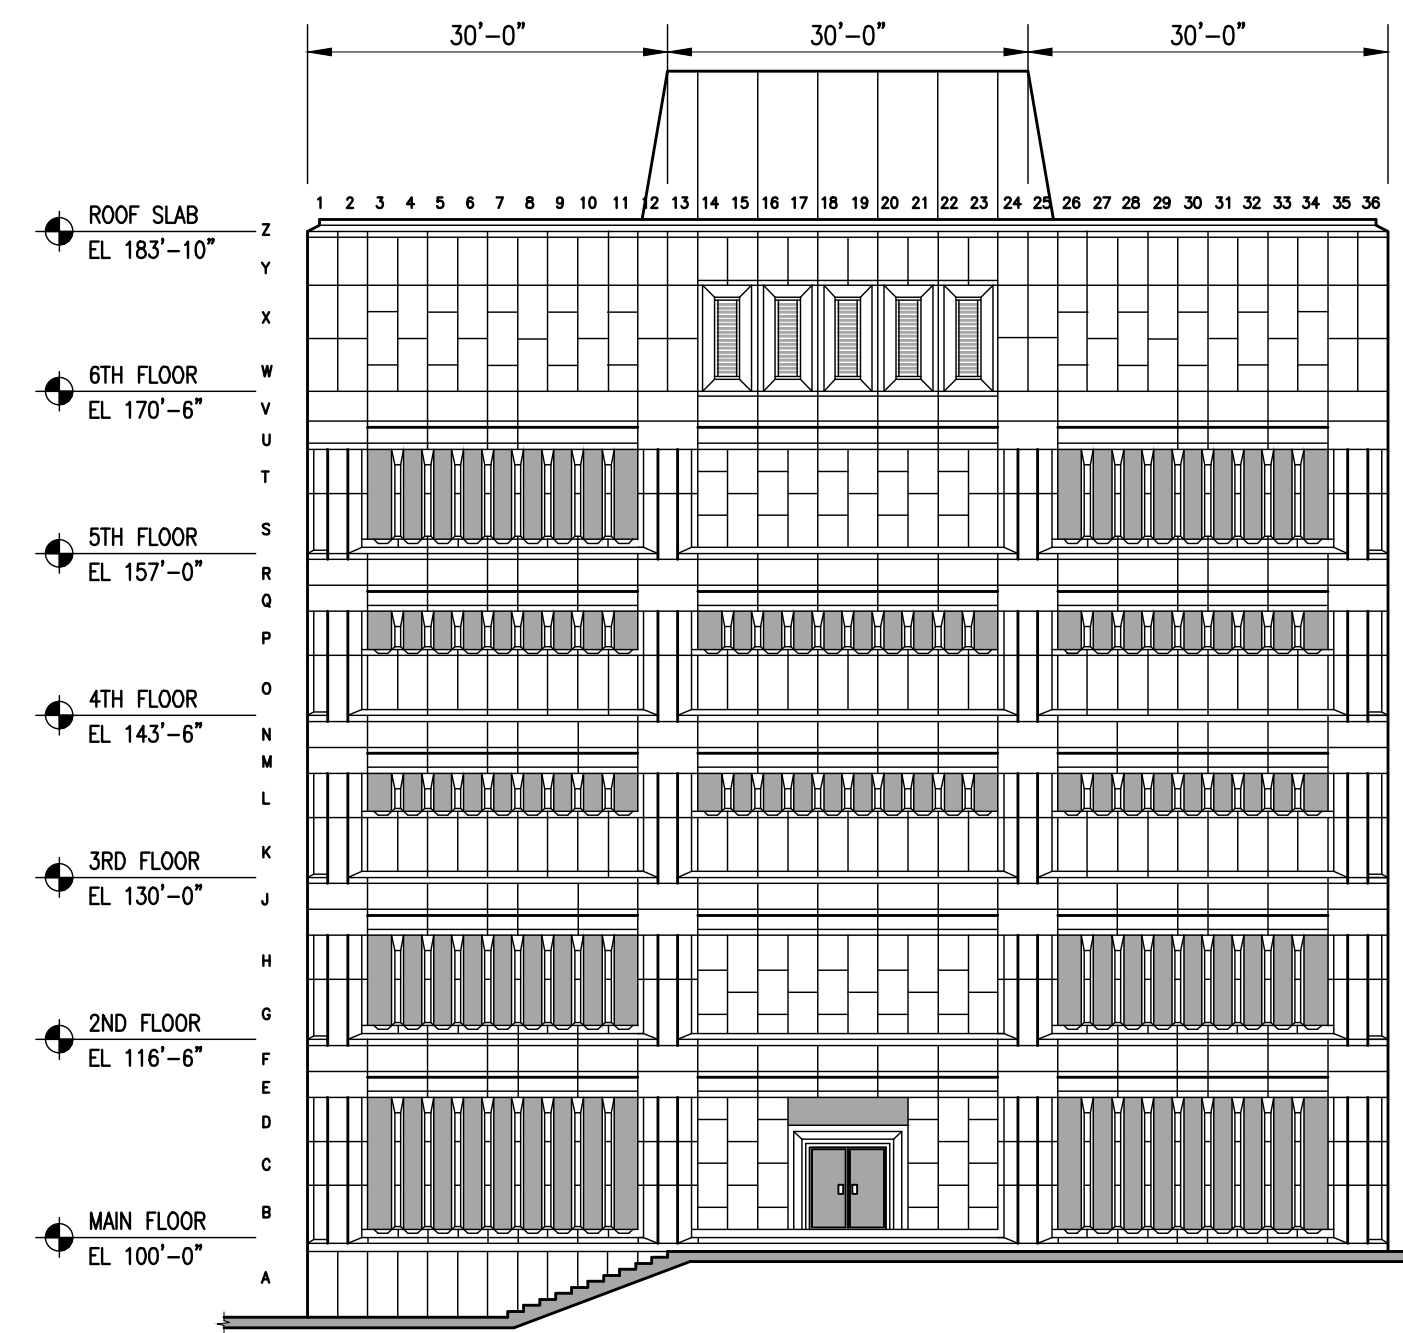 30'-0" 30'-0" 30'-0"
1 2 3 4 5 6 7 8 9 10 11 12 13 14 15 16 17 18 19 20 21 22 23 24 25 26 27 28 29 30 31 32 33 34 35 36
ROOF SLAB
EL 183'-10"
Z
Y
X
W
6TH FLOOR
EL 170'-6"
V
U
T
S
5TH FLOOR
EL 157'-0"
R
Q
P
O
4TH FLOOR
EL 143'-6"
N
M
L
K
3RD FLOOR
EL 130'-0"
J
H
G
2ND FLOOR
EL 116'-6"
F
E
D
C
B
MAIN FLOOR
EL 100'-0"
A